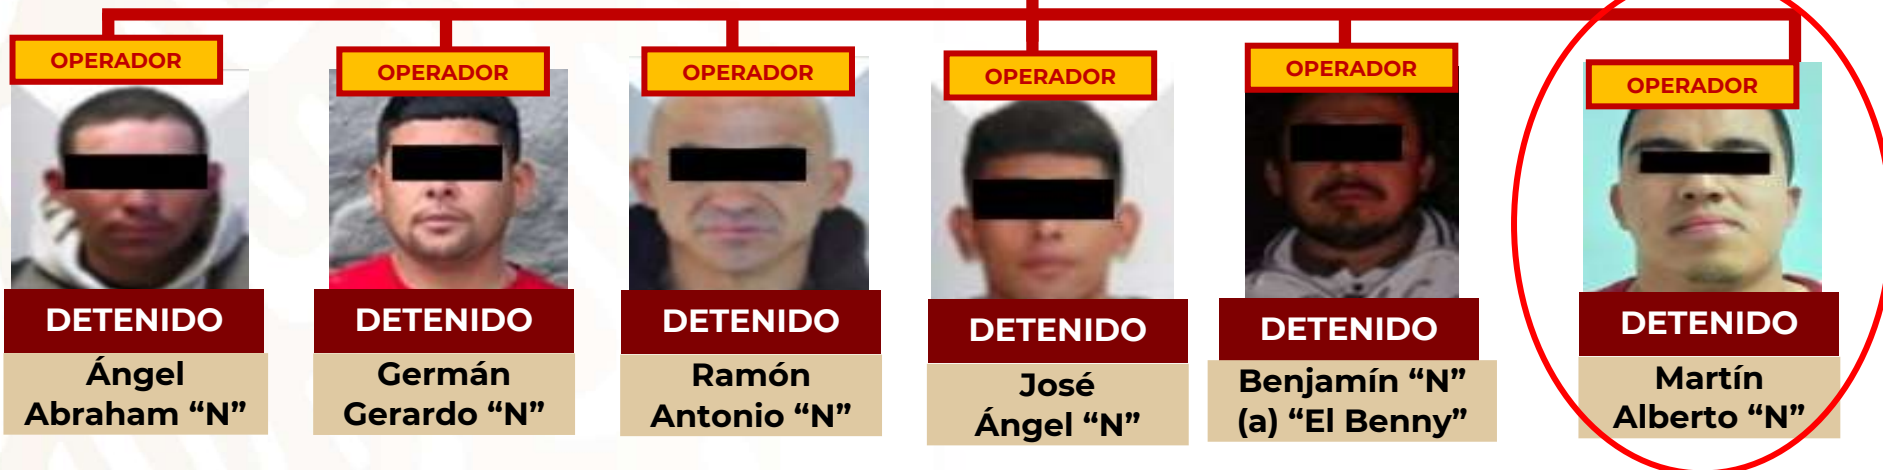 OPERADOR
OPERADOR
OPERADOR
OPERADOR
OPERADOR
OPERADOR
DETENIDO
DETENIDO
DETENIDO
DETENIDO
DETENIDO
DETENIDO
Ángel
Abraham “N”
Germán
Gerardo “N”
Ramón
Antonio “N”
José
Ángel “N”
Benjamín “N”
(a) “El Benny”
Martín
Alberto “N”